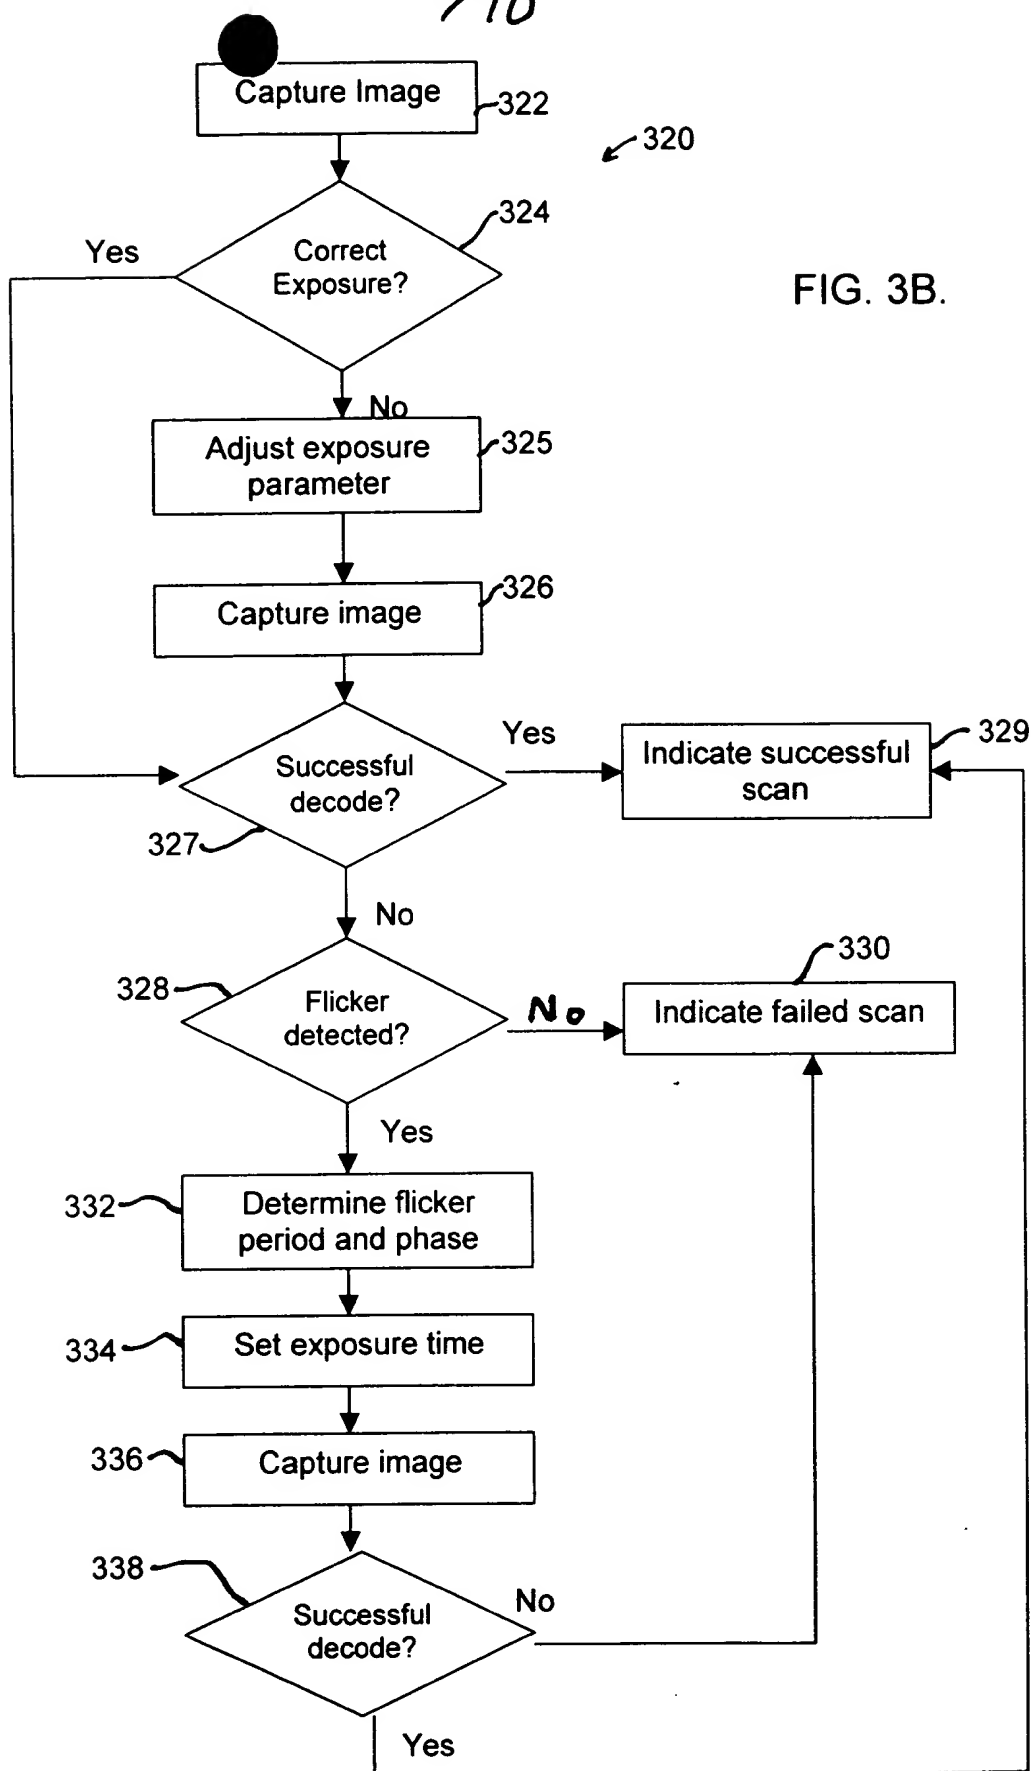 /10
Capture Image
322
320
324
Yes
Correct
Exposure?
FIG. 3B.
No
Adjust exposure
parameter
325
Capture image
326
Successful
decode?
Yes
327
Indicate successful
scan
329
No
328
Flicker
detected?
No
330
Indicate failed scan
Yes
332
Determine flicker
period and phase
334
Set exposure time
336
Capture image
338
Successful
decode?
No
Yes